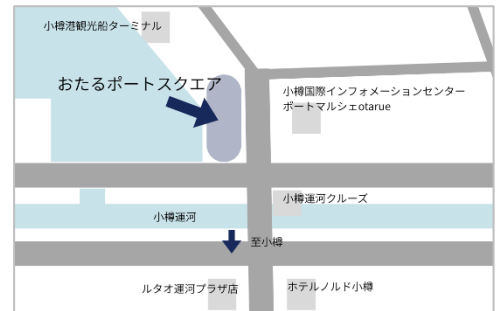 小樽港観光船ターミナル
おたるポートスクエア
小樽国際インフォメーションセンター
ポートマルシェotarue
小樽運河クルーズ
小樽運河
至小樽
ルタオ運河プラザ店
ホテルノルド小樽